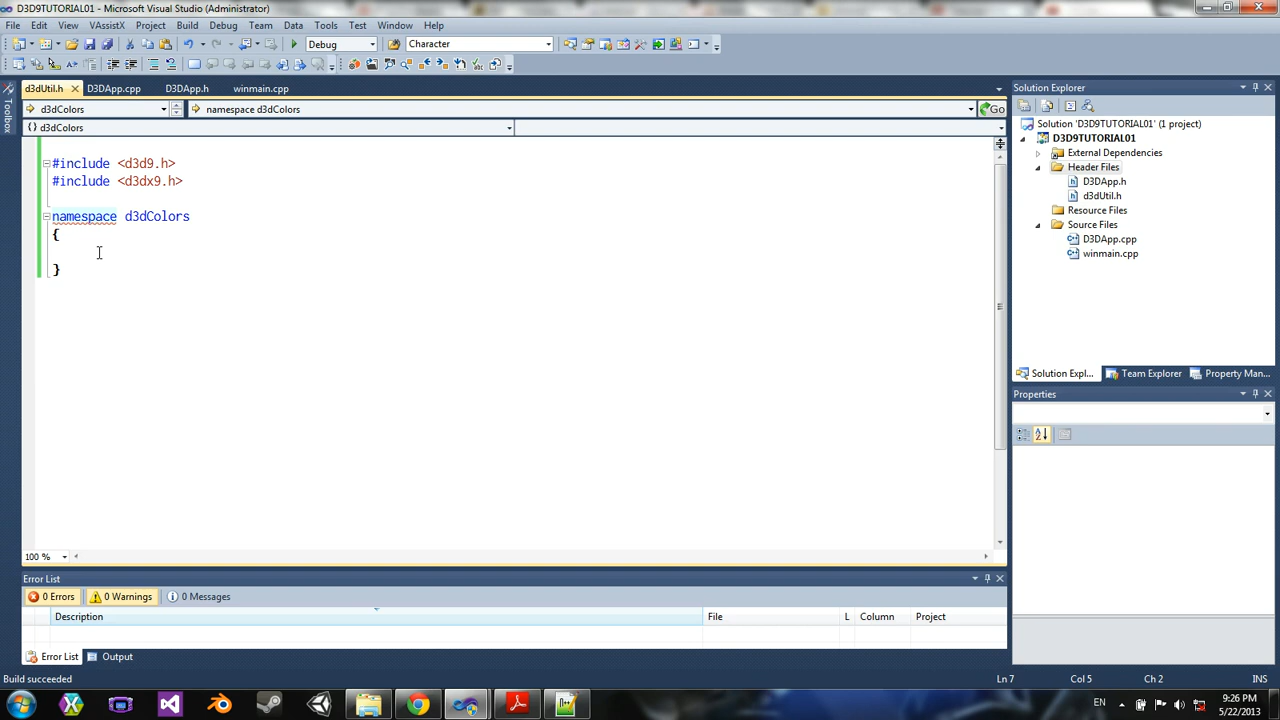 D3D9TUTORIAL01 - Microsoft Visual Studio (Administrator)
File Edit View VAssistX Project Build Debug Team Data Tools Test Window Help
Debug Character
d3dUtil.h D3DApp.cpp D3DApp.h winmain.cpp
d3dColors namespace d3dColors Go
{} d3dColors
Toolbox
#include <d3d9.h>
#include <d3dx9.h>
namespace d3dColors
{
}
100 %
Solution Explorer
Solution 'D3D9TUTORIAL01' (1 project)
D3D9TUTORIAL01
External Dependencies
Header Files
D3DApp.h
d3dUtil.h
Resource Files
Source Files
D3DApp.cpp
winmain.cpp
Solution Expl... Team Explorer Property Man...
Properties
Error List
0 Errors 0 Warnings 0 Messages
Description File L Column Project
Error List Output
Build succeeded Ln 7 Col 5 Ch 2 INS
EN 9:26 PM
5/22/2013